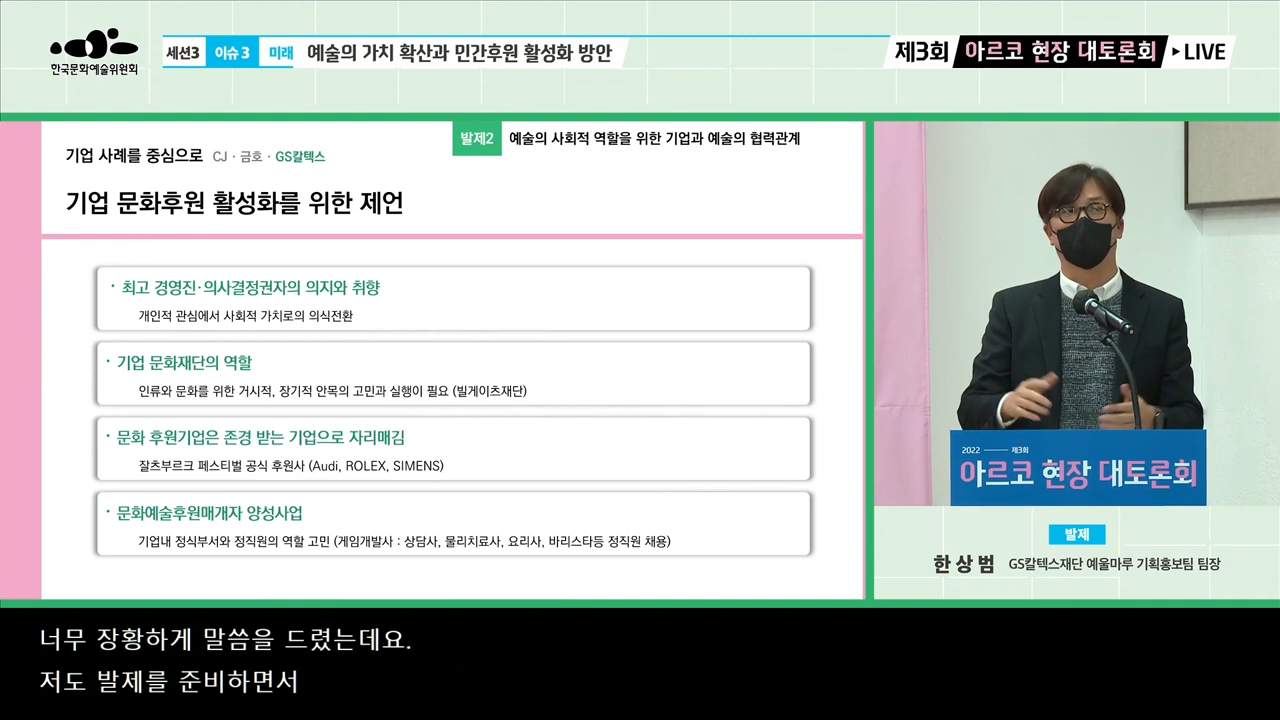 한국문화예술위원회
세션3 이슈 3 미래 예술의 가치 확산과 민간후원 활성화 방안
제3회 아르코 현장 대토론회 ▸LIVE
발제2 예술의 사회적 역할을 위한 기업과 예술의 협력관계
기업 사례를 중심으로 CJ · 금호 · GS칼텍스
기업 문화후원 활성화를 위한 제언
· 최고 경영진·의사결정권자의 의지와 취향
개인적 관심에서 사회적 가치로의 의식전환
· 기업 문화재단의 역할
인류와 문화를 위한 거시적, 장기적 안목의 고민과 실행이 필요 (빌게이츠재단)
· 문화 후원기업은 존경 받는 기업으로 자리매김
잘츠부르크 페스티벌 공식 후원사 (Audi, ROLEX, SIMENS)
· 문화예술후원매개자 양성사업
기업내 정식부서와 정직원의 역할 고민 (게임개발사 : 상담사, 물리치료사, 요리사, 바리스타등 정직원 채용)
2022 제3회
아르코 현장 대토론회
발제
한상범 GS칼텍스재단 예울마루 기획홍보팀 팀장
너무 장황하게 말씀을 드렸는데요.
저도 발제를 준비하면서